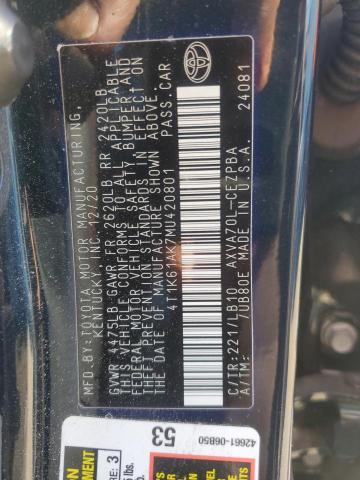 MFD.BY:TOYOTA MOTOR MANUFACTURING,
KENTUCKY, INC. 12/20
GVWR 4475LB GAWR FR 2620LB RR 2420LB
THIS VEHICLE CONFORMS TO ALL APPLICABLE
FEDERAL MOTOR VEHICLE SAFETY BUMPER AND
THEFT PREVENTION STANDARDS IN EFFECT ON
THE DATE OF MANUFACTURE SHOWN ABOVE
4T1K61AK7MU420801 PASS. CAR
C/TR:221/LB10 AXVA70L-CEZPBA
A/TM: -/UB80E MADE IN U.S.A. 24081
53
42661-06B50